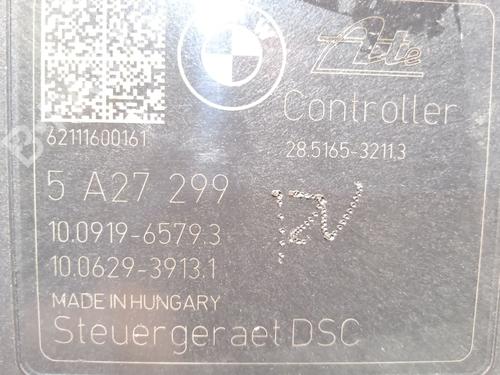 Ate
Controller
62111600161
28.5165-3211.3
5 A27 299
10.0919-6579.3
10.0629-3913.1
MADE IN HUNGARY
Steuergeraet DSC